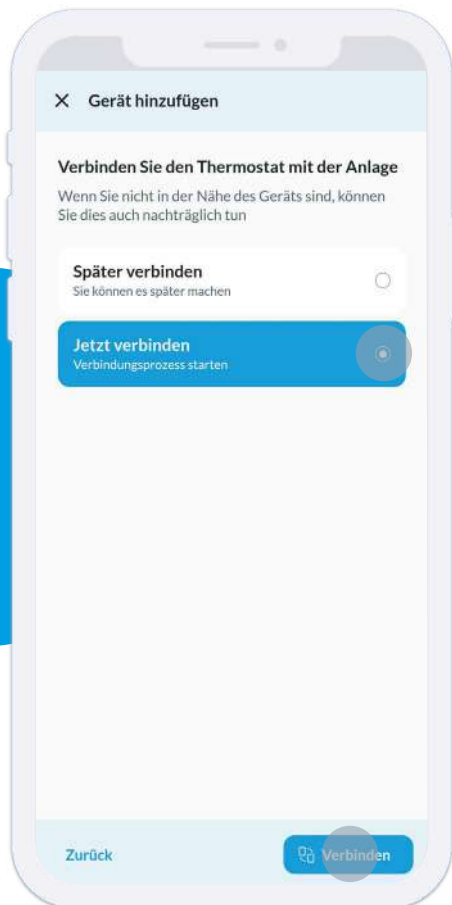 Gerät hinzufügen
Verbinden Sie den Thermostat mit der Anlage
Wenn Sie nicht in der Nähe des Geräts sind, können
Sie dies auch nachträglich tun
Später verbinden
Sie können es später machen
Jetzt verbinden
Verbindungsprozess starten
Zurück
Verbinden